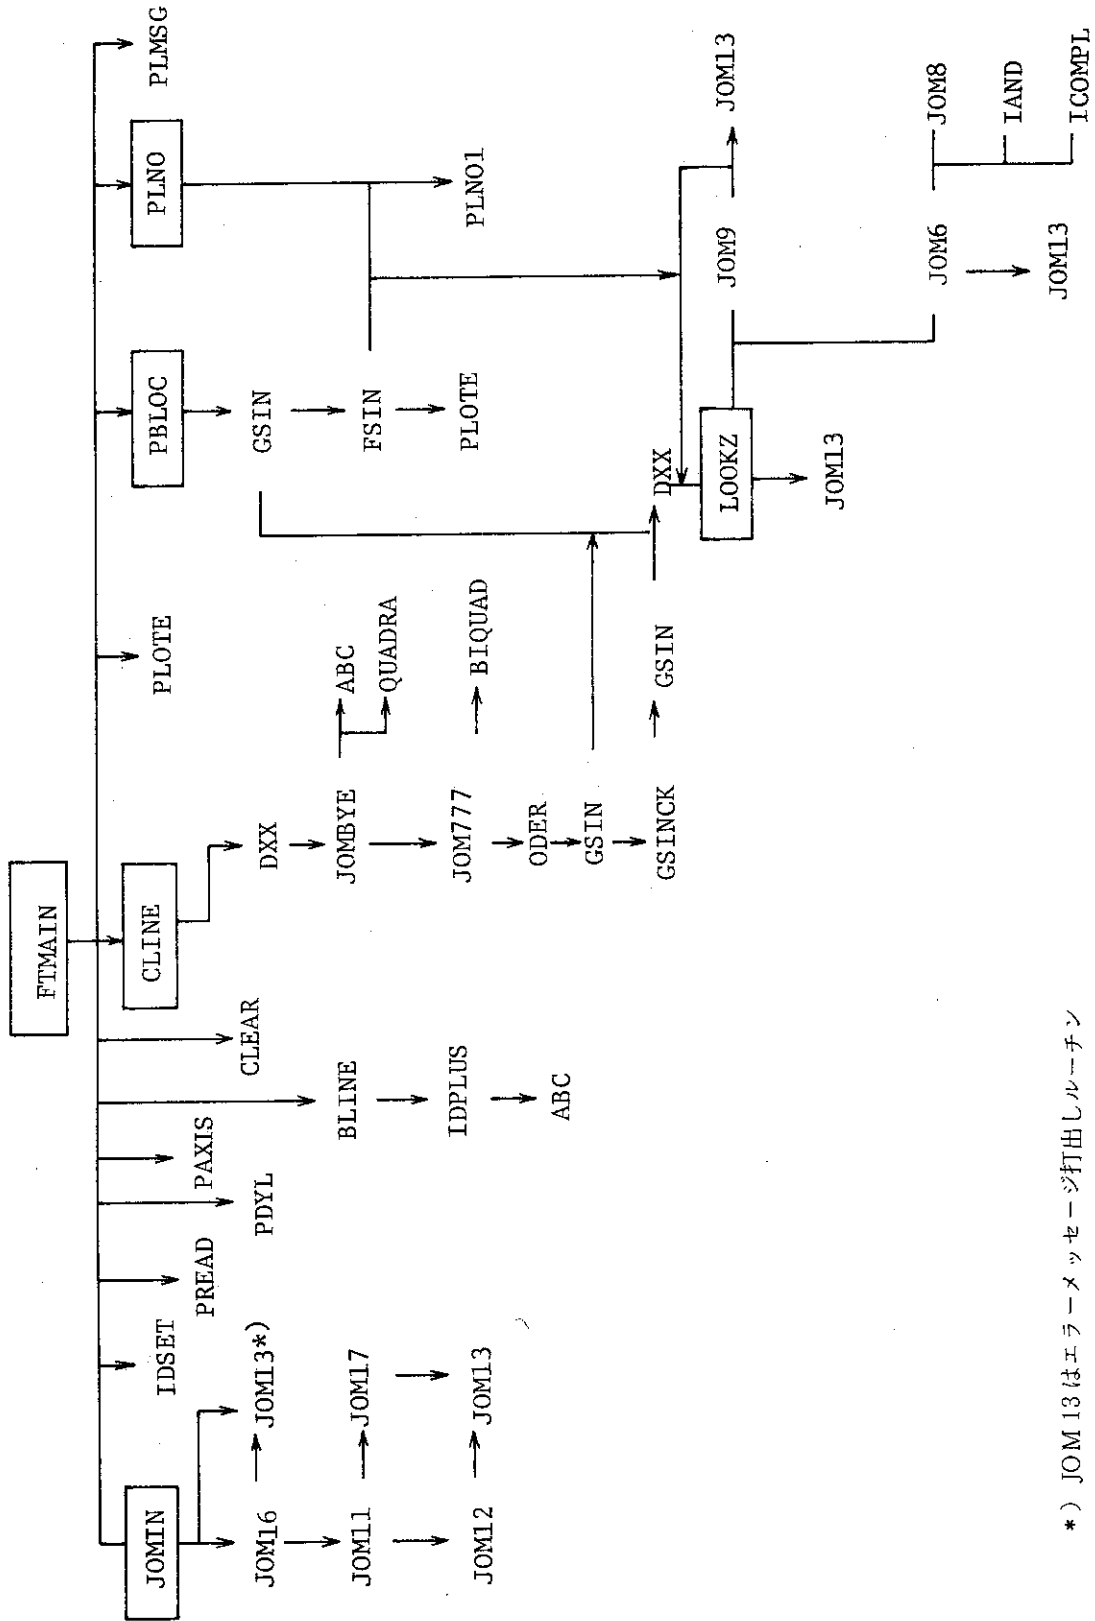 FTMAIN
JOMIN
IDSET
PREAD
PDYL
PAXIS
CLEAR
CLINE
PLOTE
PBLOC
PLNO
PLMSG
JOM16
JOM13*)
BLINE
DXX
GSIN
JOM11
JOM17
IDPLUS
JOMBYE
ABC
QUADRA
FSIN
JOM12
JOM13
ABC
JOM777
BIQUAD
PLOTE
PLNO1
ODER
GSIN
GSINCK
GSIN
DXX
LOOKZ
JOM9
JOM13
JOM13
JOM6
JOM8
IAND
ICOMPL
JOM13
*) JOM13はエラーメッセージ打出しルーチン